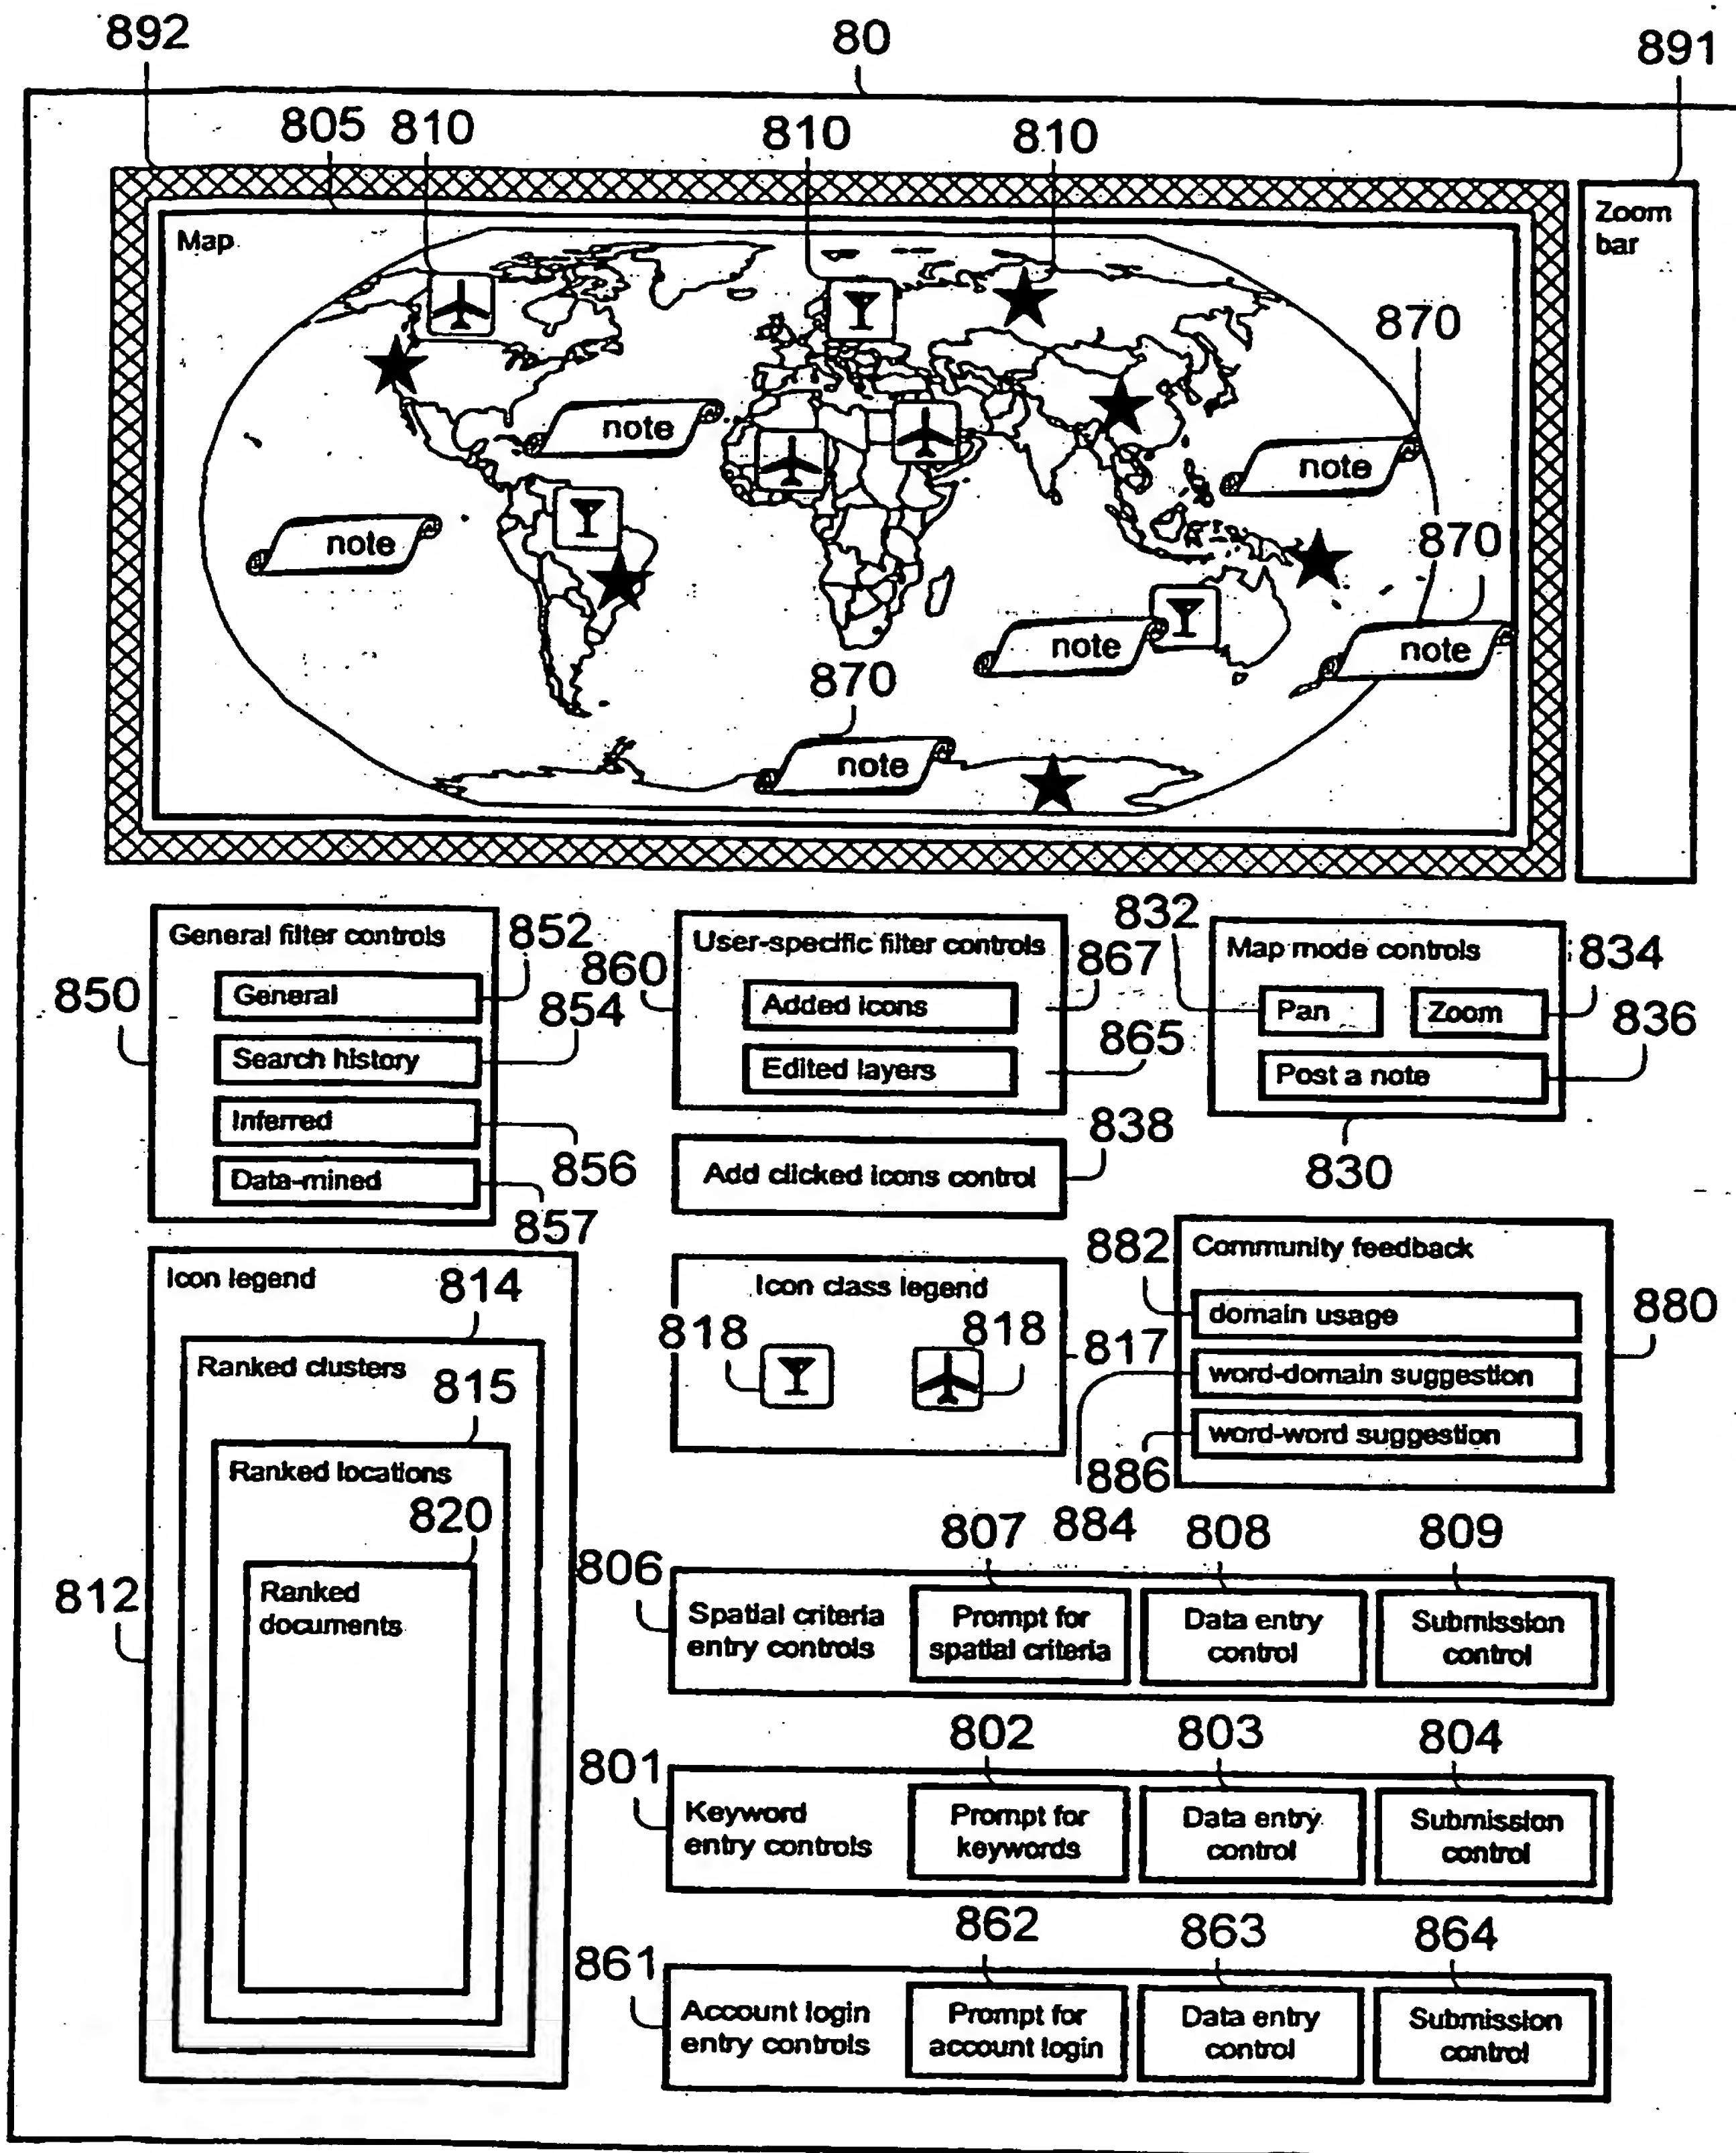 892
80
891
805 810
810
810
Map
Zoom
bar
870
note
note
note
870
note
note
870
note
General filter controls
852
850
General
854
Search history
Inferred
856
Data-mined
857
860
User-specific filter controls
867
Added icons
865
Edited layers
838
Add clicked icons control
832
Map mode controls
834
Pan
Zoom
836
Post a note
830
Icon legend
814
Ranked clusters
815
Ranked locations
820
Ranked
documents
812
Icon class legend
818
818
817
882
Community feedback
880
domain usage
word-domain suggestion
word-word suggestion
886
884
807
808
809
806
Spatial criteria
entry controls
Prompt for
spatial criteria
Data entry
control
Submission
control
802
803
804
801
Keyword
entry controls
Prompt for
keywords
Data entry
control
Submission
control
862
863
864
861
Account login
entry controls
Prompt for
account login
Data entry
control
Submission
control